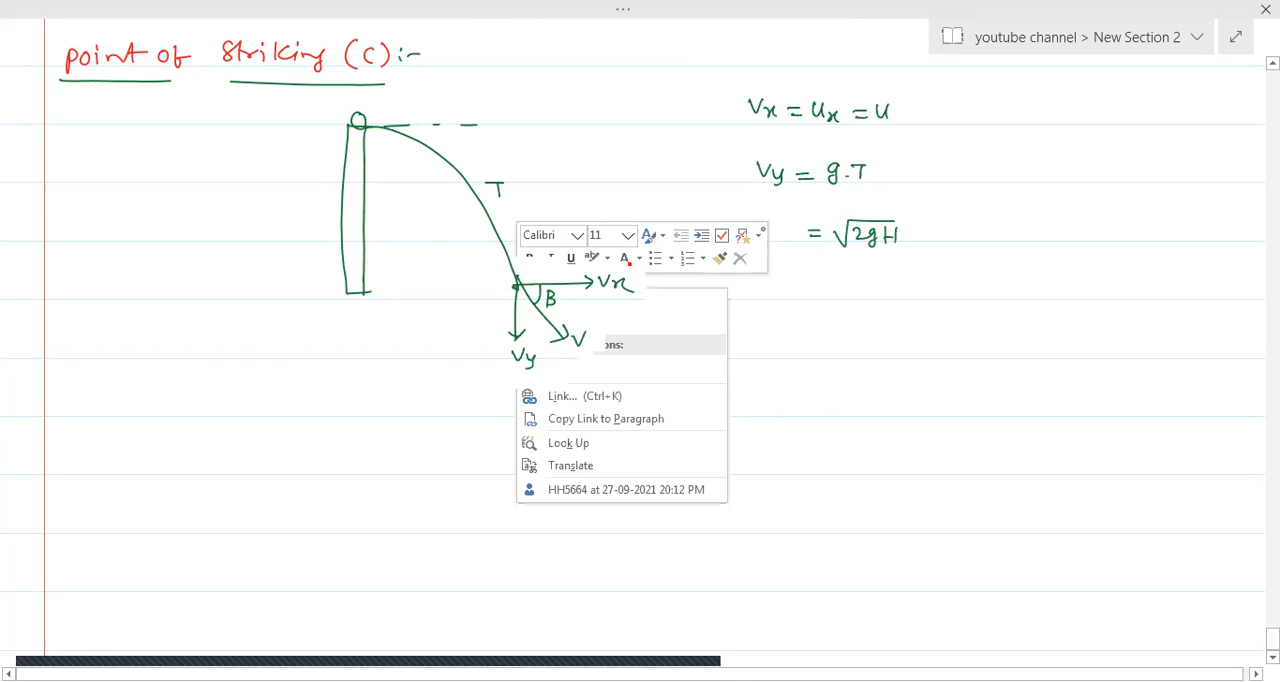 ...
youtube channel > New Section 2
point of striking (C):-
Vx = Ux = U
Vy = g.T
= √2gH
T
Calibri 11
Vx
B
Vy
V
ons:
Link... (Ctrl+K)
Copy Link to Paragraph
Look Up
Translate
HH5664 at 27-09-2021 20:12 PM